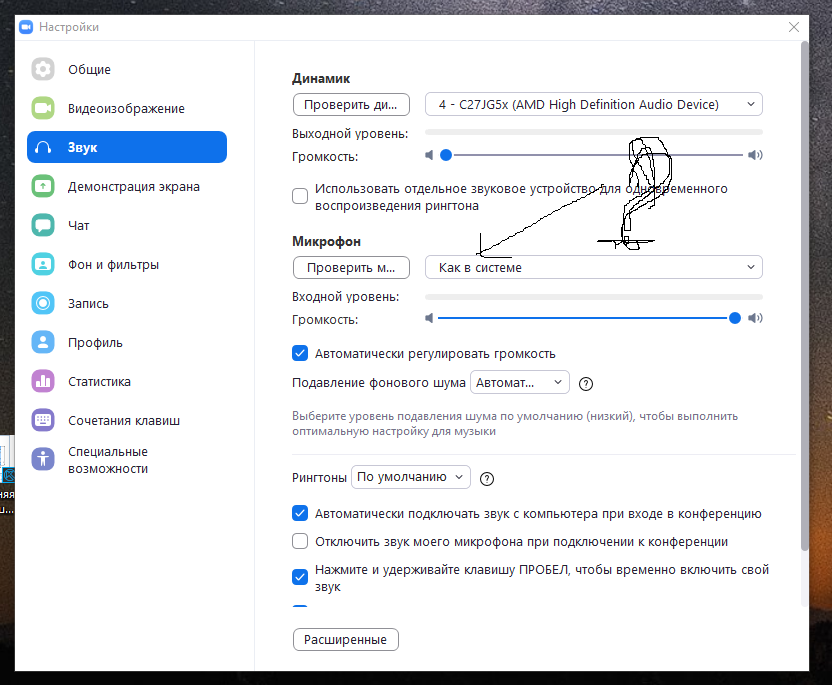 Настройки
Общие
Видеоизображение
Звук
Демонстрация экрана
Чат
Фон и фильтры
Запись
Профиль
Статистика
Сочетания клавиш
Специальные
возможности
Динамик
Проверить ди...
4 - C27JG5x (AMD High Definition Audio Device)
Выходной уровень:
Громкость:
Использовать отдельное звуковое устройство для одновременного
воспроизведения рингтона
Микрофон
Проверить м...
Как в системе
Входной уровень:
Громкость:
Автоматически регулировать громкость
Подавление фонового шума
Автомат...
?
Выберите уровень подавления шума по умолчанию (низкий), чтобы выполнить
оптимальную настройку для музыки
Рингтоны
По умолчанию
?
Автоматически подключать звук с компьютера при входе в конференцию
Отключить звук моего микрофона при подключении к конференции
Нажмите и удерживайте клавишу ПРОБЕЛ, чтобы временно включить свой
звук
Расширенные